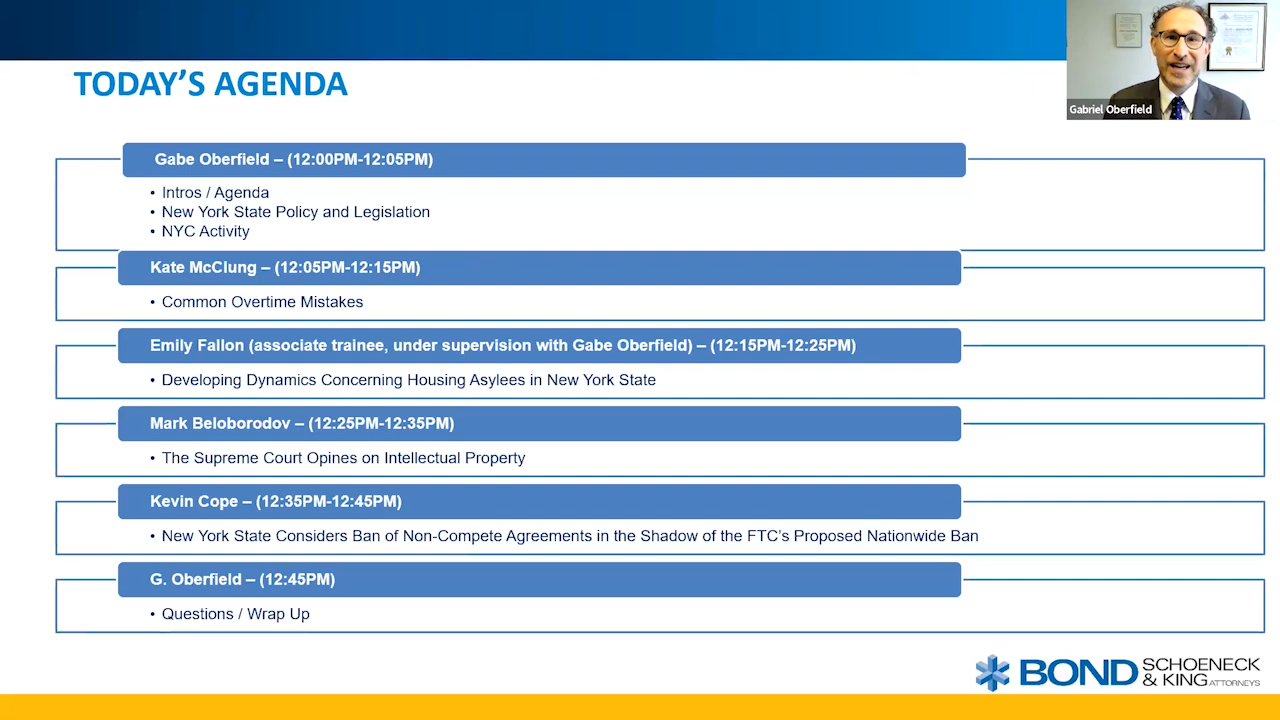 TODAY'S AGENDA
Gabriel Oberfield
Gabe Oberfield – (12:00PM-12:05PM)
• Intros / Agenda
• New York State Policy and Legislation
• NYC Activity
Kate McClung – (12:05PM-12:15PM)
• Common Overtime Mistakes
Emily Fallon (associate trainee, under supervision with Gabe Oberfield) – (12:15PM-12:25PM)
• Developing Dynamics Concerning Housing Asylees in New York State
Mark Beloborodov – (12:25PM-12:35PM)
• The Supreme Court Opines on Intellectual Property
Kevin Cope – (12:35PM-12:45PM)
• New York State Considers Ban of Non-Compete Agreements in the Shadow of the FTC's Proposed Nationwide Ban
G. Oberfield – (12:45PM)
• Questions / Wrap Up
BOND SCHOENECK
& KING ATTORNEYS